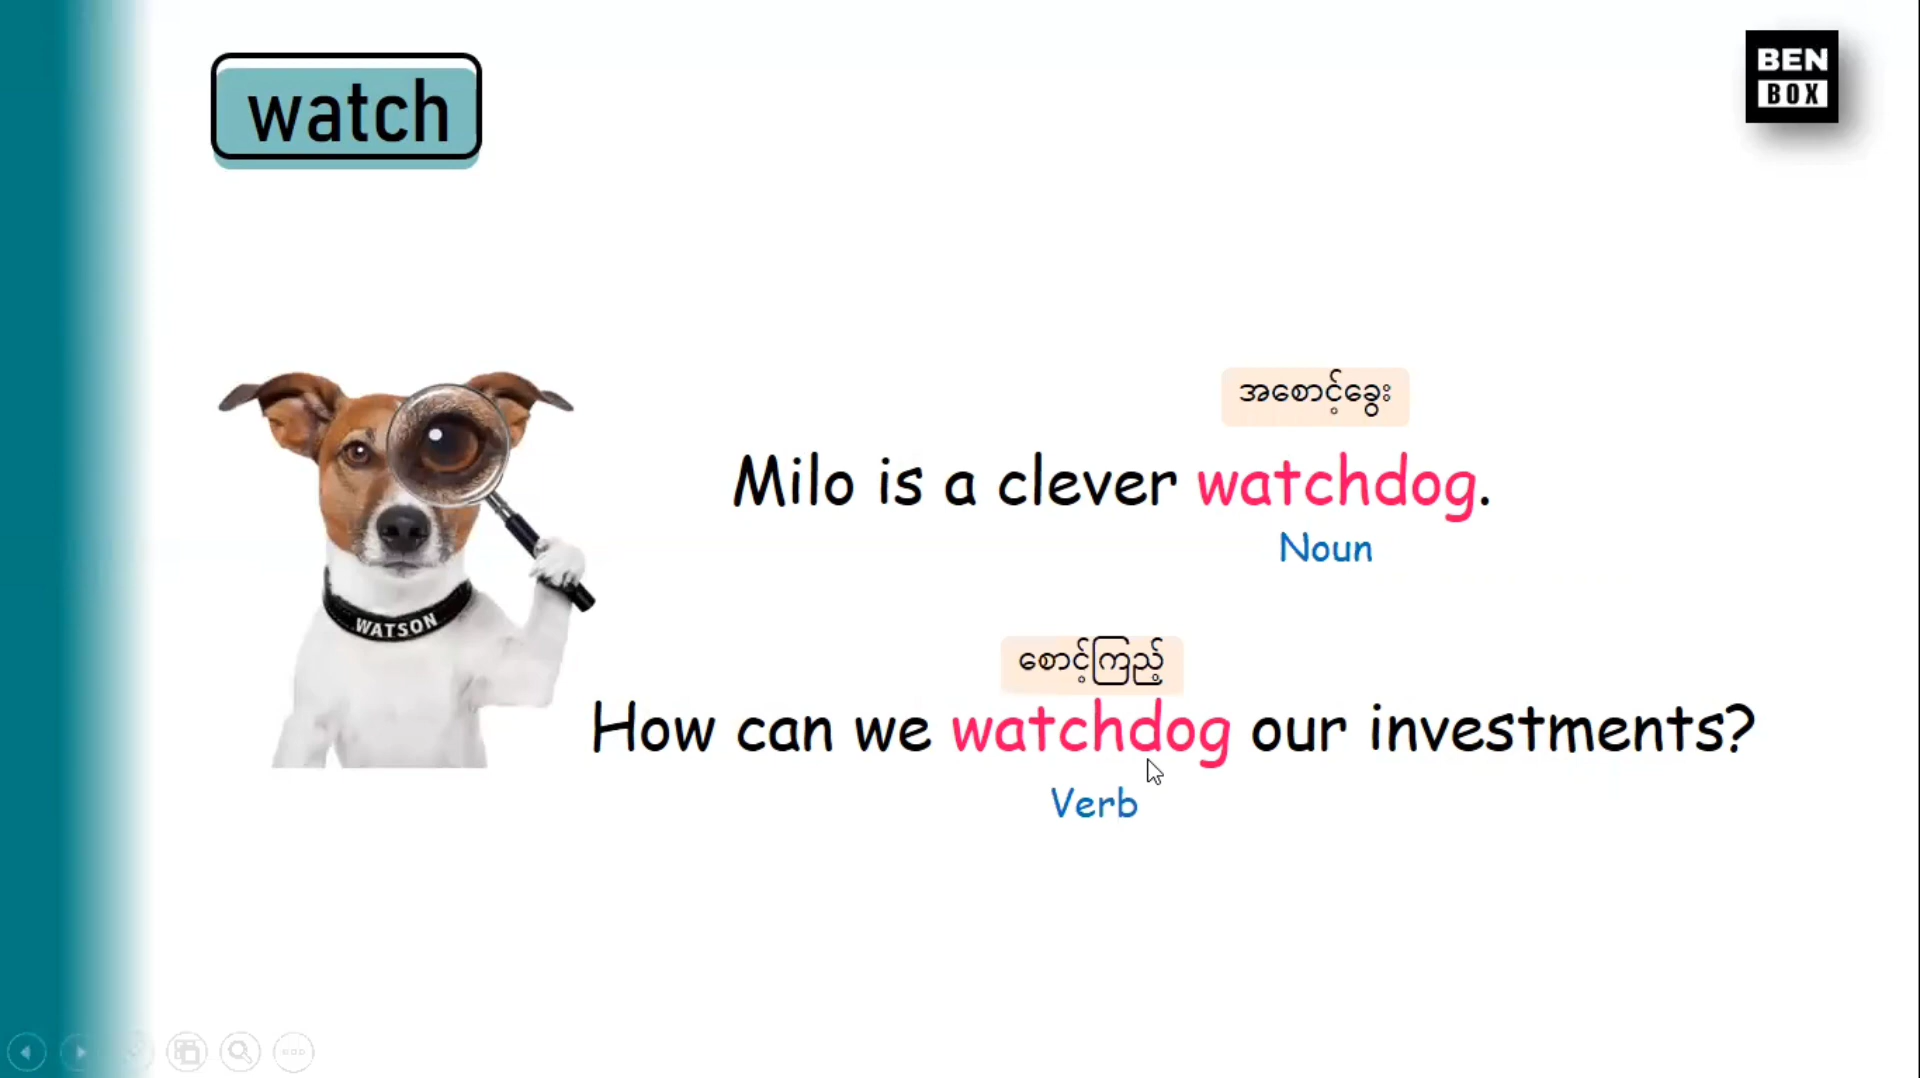 watch
BEN
BOX
အစောင့်ခွေး
Milo is a clever watchdog.
Noun
WATSON
စောင့်ကြည့်
How can we watchdog our investments?
Verb